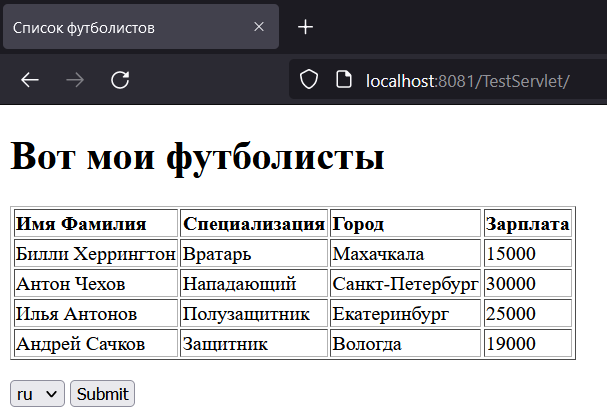 Список футболистов
localhost:8081/TestServlet/
Вот мои футболисты
Имя Фамилия Специализация Город Зарплата
Билли Херрингтон Вратарь Махачкала 15000
Антон Чехов Нападающий Санкт-Петербург 30000
Илья Антонов Полузащитник Екатеринбург 25000
Андрей Сачков Защитник Вологда 19000
ru Submit